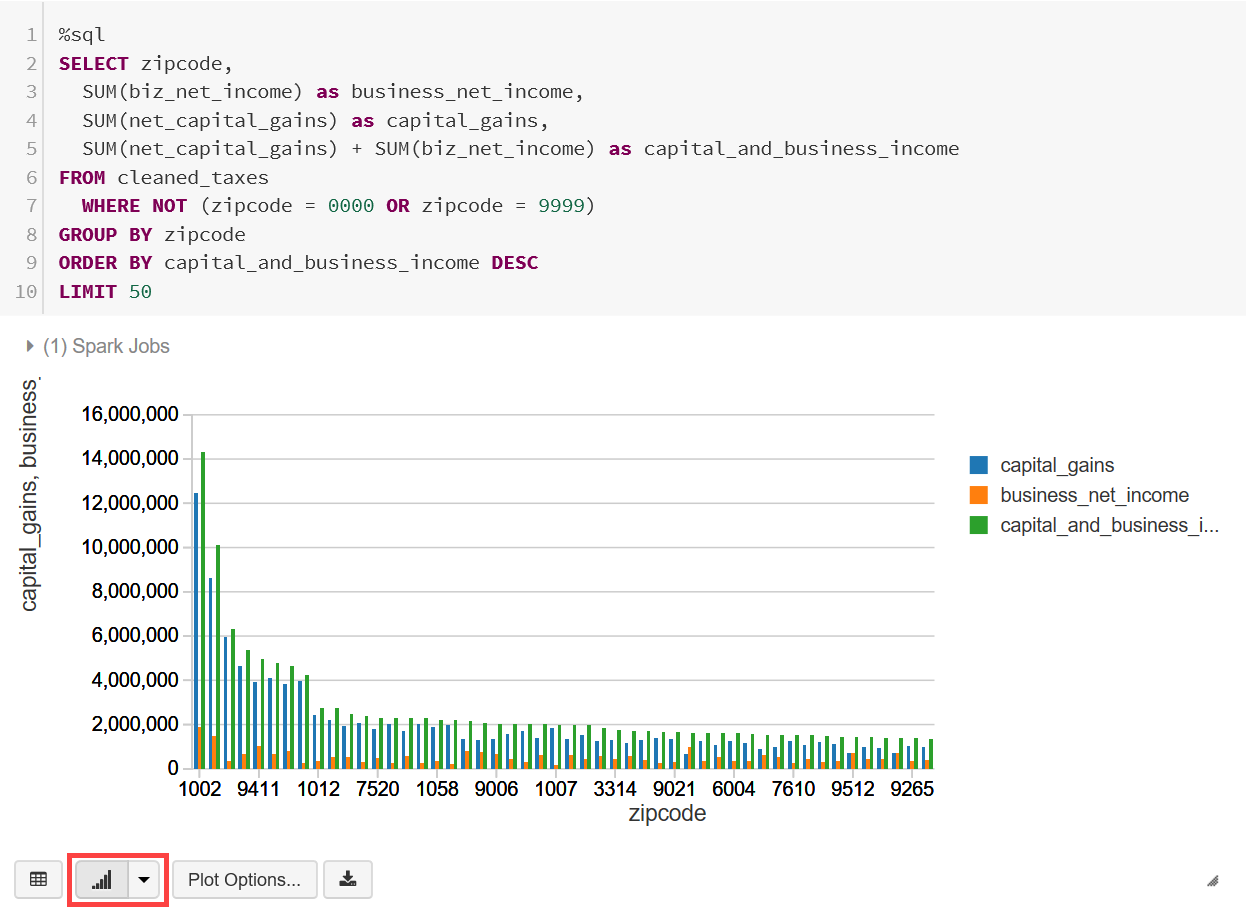 1 %sql
2 SELECT zipcode,
3 SUM(biz_net_income) as business_net_income,
4 SUM(net_capital_gains) as capital_gains,
5 SUM(net_capital_gains) + SUM(biz_net_income) as capital_and_business_income
6 FROM cleaned_taxes
7 WHERE NOT (zipcode = 0000 OR zipcode = 9999)
8 GROUP BY zipcode
9 ORDER BY capital_and_business_income DESC
10 LIMIT 50
(1) Spark Jobs
capital_gains, business_
16,000,000
14,000,000
12,000,000
10,000,000
8,000,000
6,000,000
4,000,000
2,000,000
0
1002 9411 1012 7520 1058 9006 1007 3314 9021 6004 7610 9512 9265
zipcode
capital_gains
business_net_income
capital_and_business_i...
Plot Options...